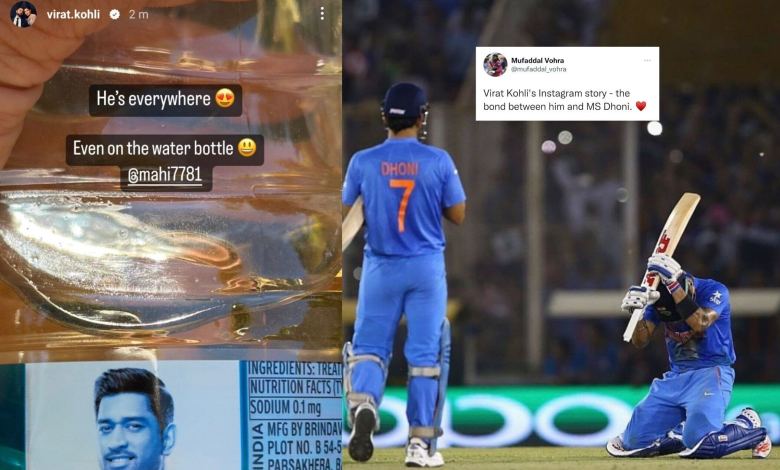 virat.kohli 2 m
He's everywhere 😍
Even on the water bottle 😃
@mahi7781
INGREDIENTS: TREAT
NUTRITION FACTS (
SODIUM 0.1 mg
INDIA
MFG BY BRINDAV
PLOT NO. B 54-5
PARSAKHERA, B
Mufaddal Vohra
@mufaddal_vohra
Virat Kohli's Instagram story - the
bond between him and MS Dhoni. ❤️
DHONI
7
oppo